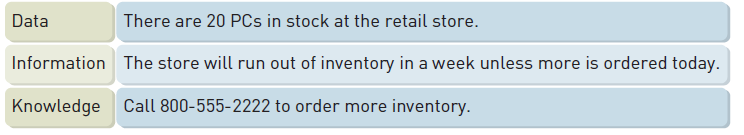 Data There are 20 PCs in stock at the retail store.
Information The store will run out of inventory in a week unless more is ordered today.
Knowledge Call 800-555-2222 to order more inventory.